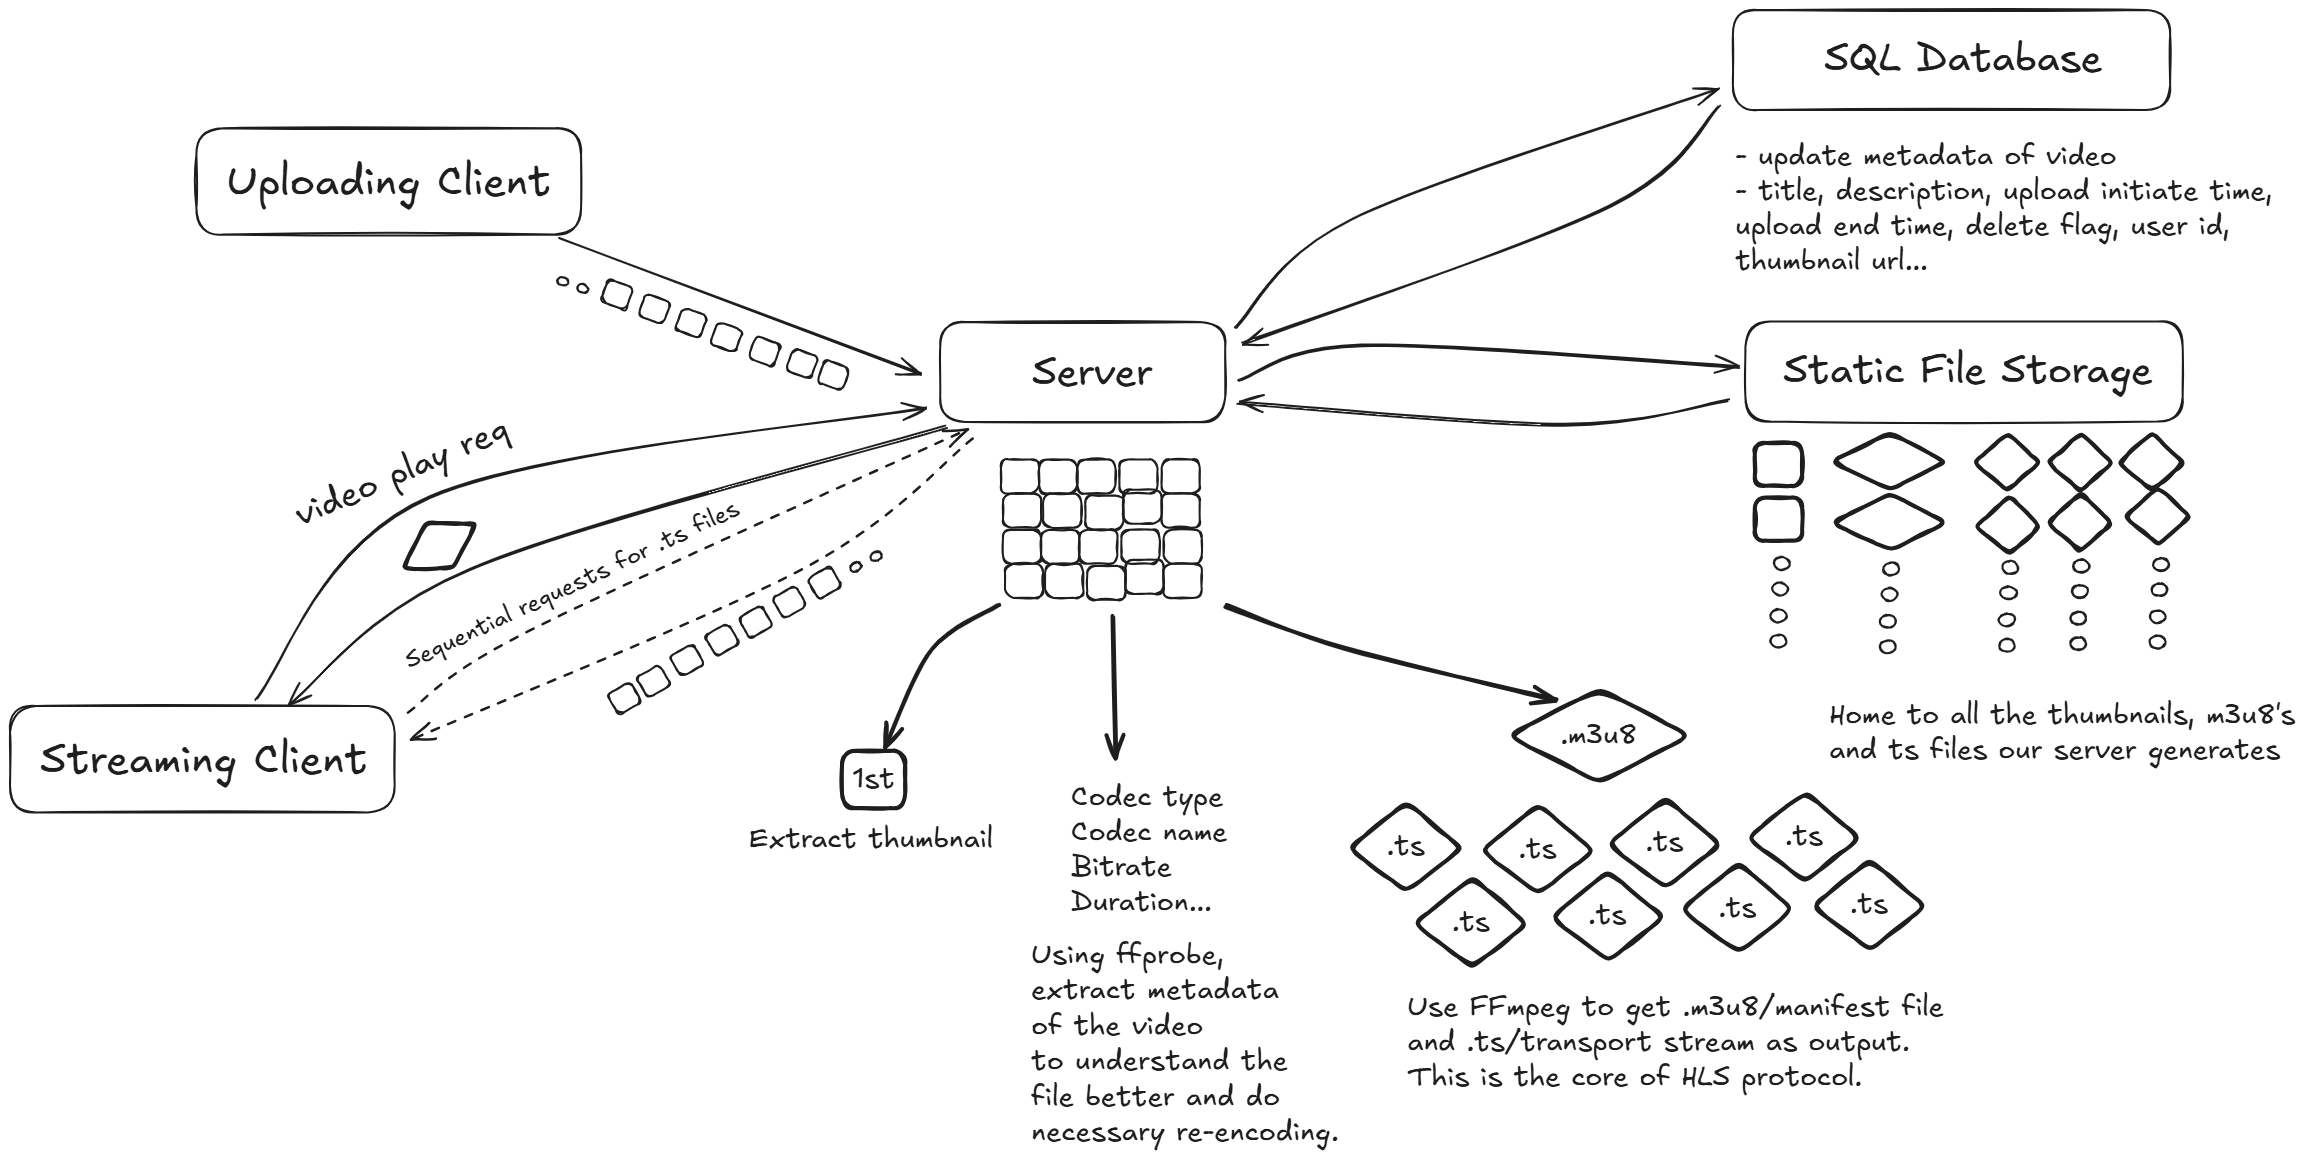 SQL Database
- update metadata of video
- title, description, upload initiate time,
upload end time, delete flag, user id,
thumbnail url...
Uploading Client
Server
Static File Storage
Home to all the thumbnails, m3u8's
and ts files our server generates
video play req
Sequential requests for .ts files
Streaming Client
1st
Extract thumbnail
Codec type
Codec name
Bitrate
Duration...
Using ffprobe,
extract metadata
of the video
to understand the
file better and do
necessary re-encoding.
.m3u8
.ts
.ts
.ts
.ts
.ts
.ts
.ts
.ts
Use FFmpeg to get .m3u8/manifest file
and .ts/transport stream as output.
This is the core of HLS protocol.